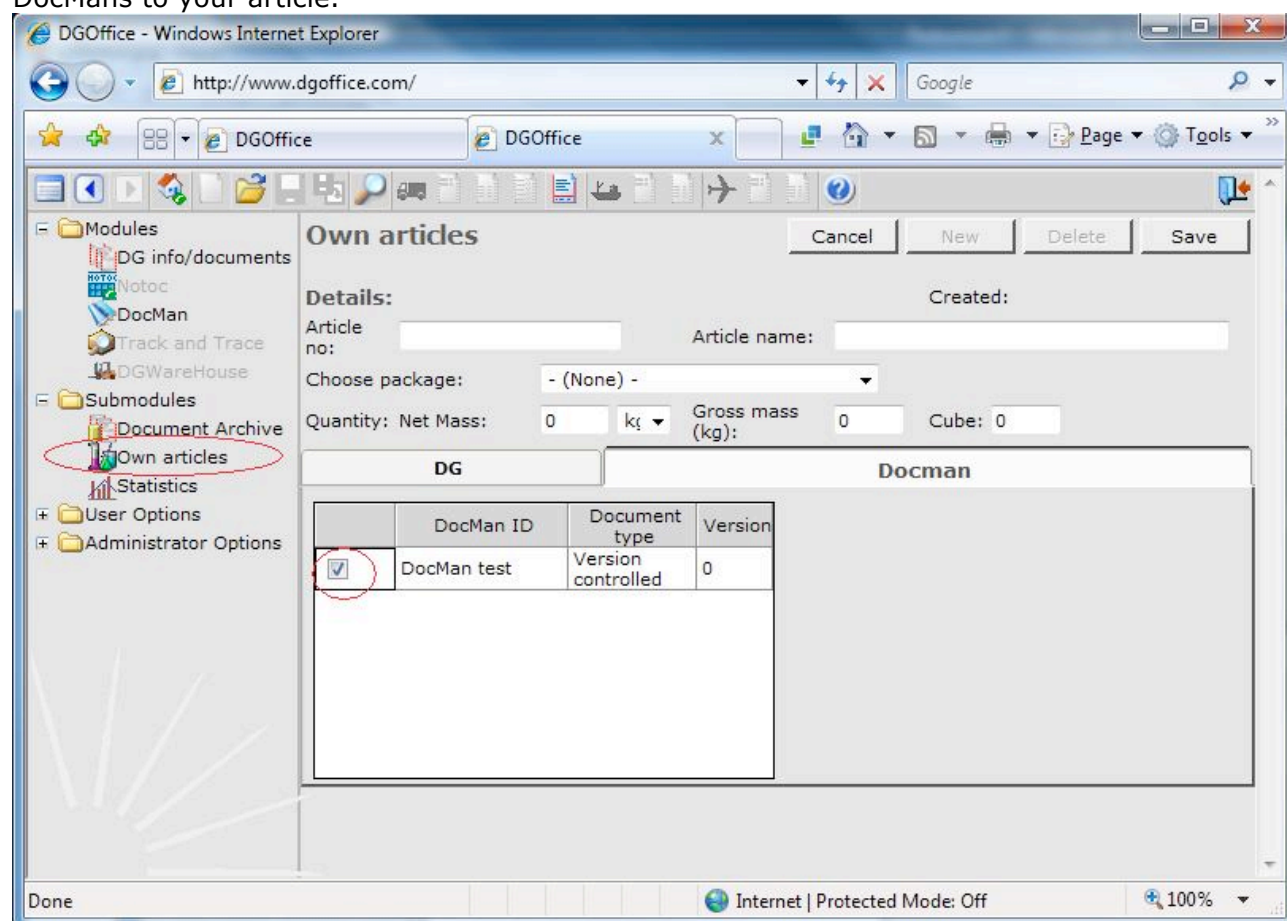 DocMans to your article.
DGOffice - Windows Internet Explorer
http://www.dgoffice.com/
Google
DGOffice
DGOffice
Page
Tools
Modules
DG info/documents
NOTOC
Notoc
DocMan
Track and Trace
DGWareHouse
Submodules
Document Archive
Own articles
Statistics
User Options
Administrator Options
Own articles
Cancel
New
Delete
Save
Details:
Created:
Article
no:
Article name:
Choose package:
- (None) -
Quantity: Net Mass:
0
Gross mass
(kg):
0
Cube: 0
DG
Docman
DocMan ID
Document
type
Version
DocMan test
Version
controlled
0
Done
Internet | Protected Mode: Off
100%